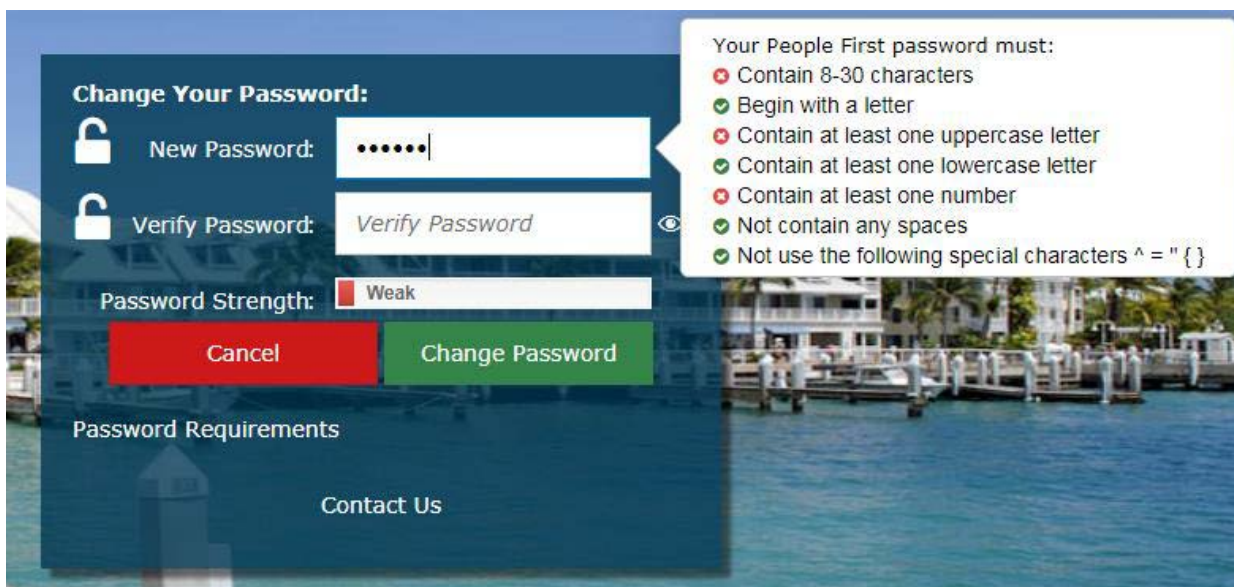 Your People First password must:
Contain 8-30 characters
Begin with a letter
Contain at least one uppercase letter
Contain at least one lowercase letter
Contain at least one number
Not contain any spaces
Not use the following special characters ^ = " { }
Change Your Password:
New Password: ••••••
Verify Password: Verify Password
Password Strength: Weak
Cancel Change Password
Password Requirements
Contact Us